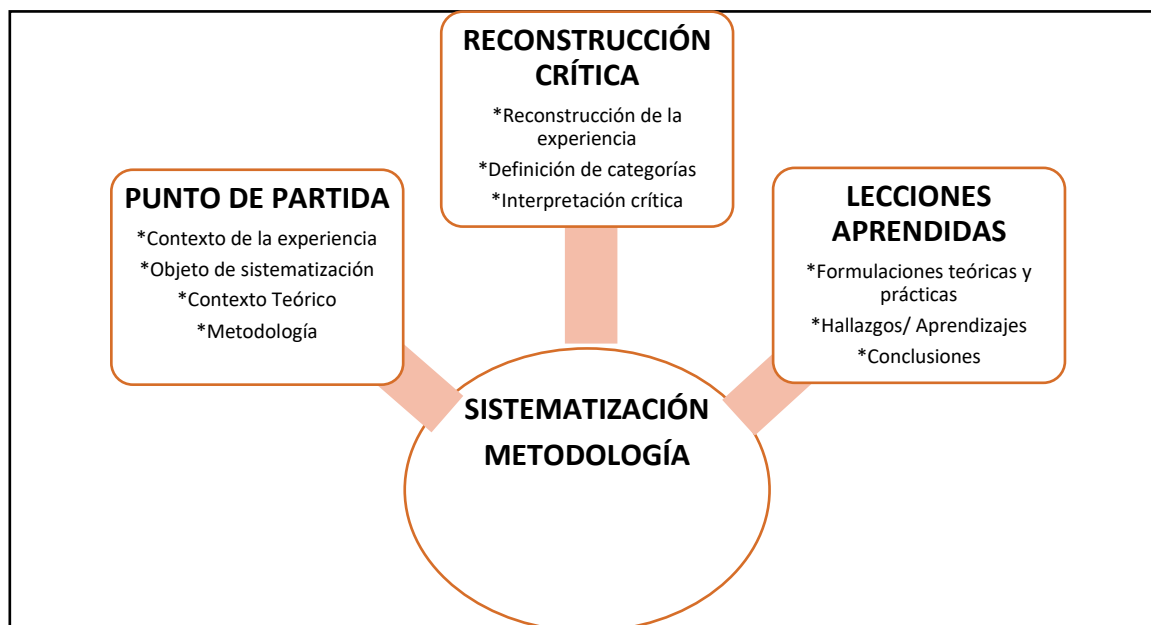 RECONSTRUCCIÓN
CRÍTICA
*Reconstrucción de la
experiencia
*Definición de categorías
*Interpretación crítica
PUNTO DE PARTIDA
*Contexto de la experiencia
*Objeto de sistematización
*Contexto Teórico
*Metodología
LECCIONES
APRENDIDAS
*Formulaciones teóricas y
prácticas
*Hallazgos/ Aprendizajes
*Conclusiones
SISTEMATIZACIÓN
METODOLOGÍA